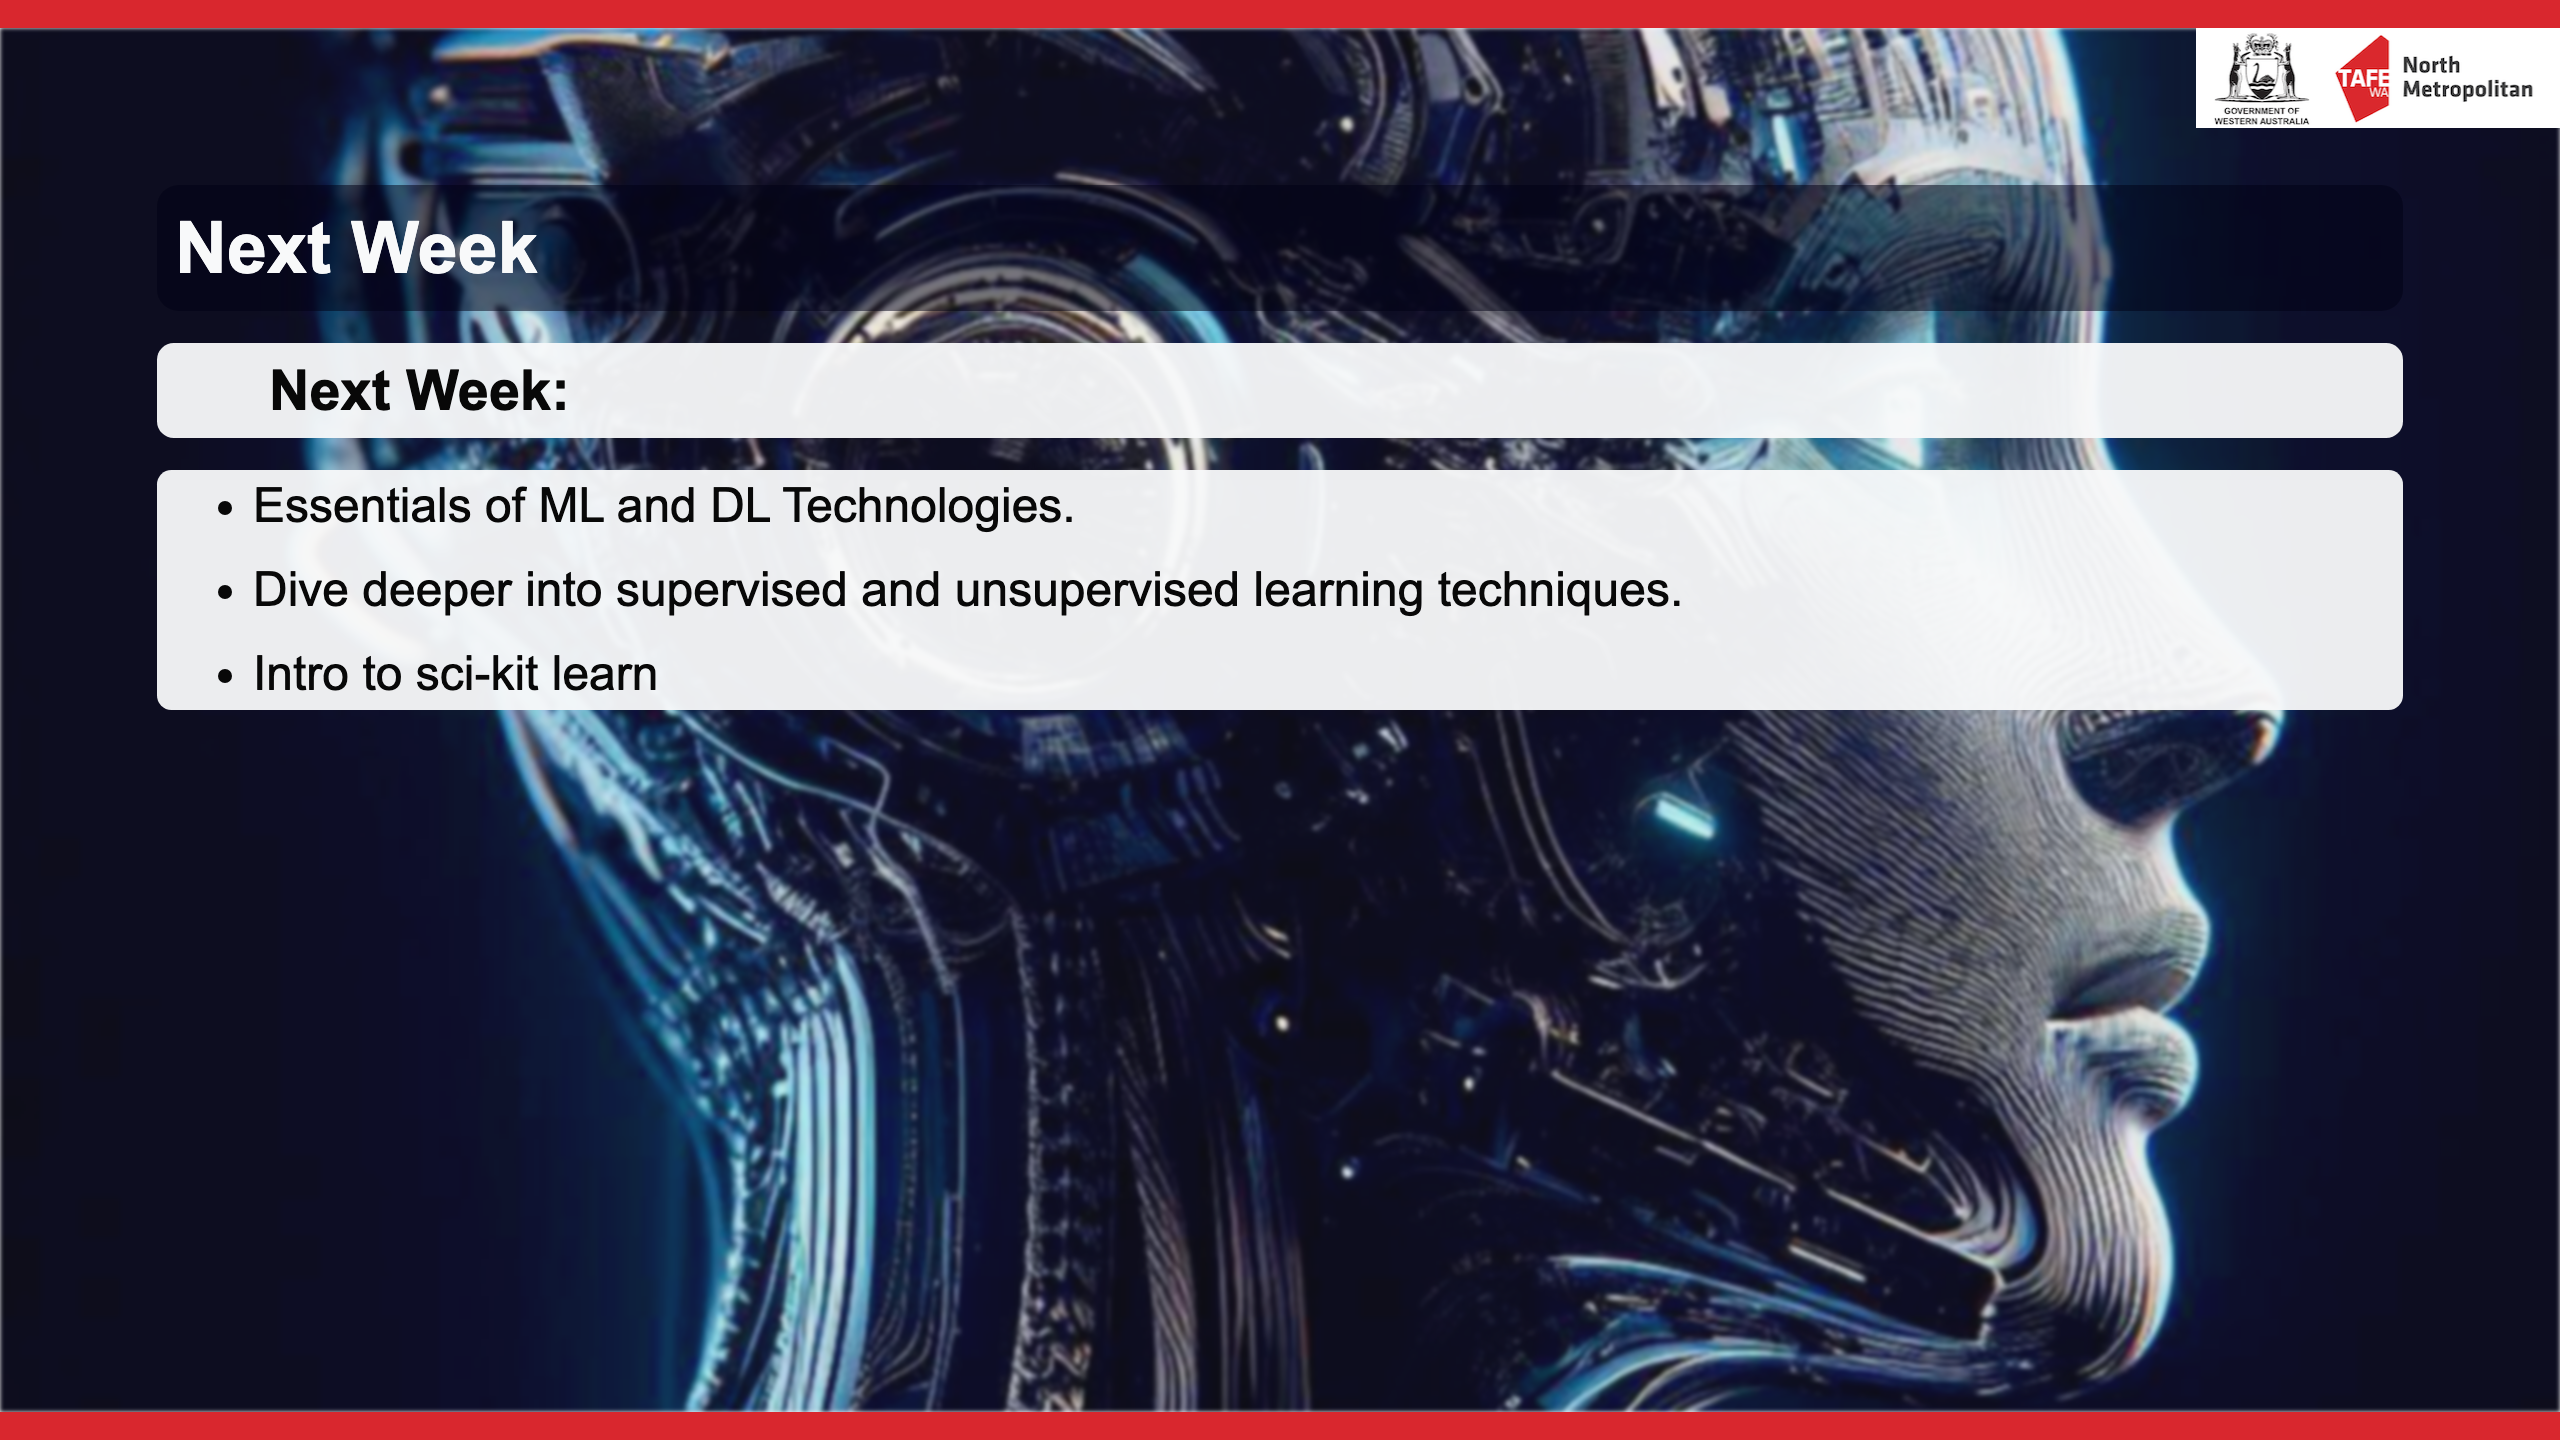 GOVERNMENT OF
WESTERN AUSTRALIA
TAFE
WA
North
Metropolitan
Next Week
Next Week:
• Essentials of ML and DL Technologies.
• Dive deeper into supervised and unsupervised learning techniques.
• Intro to sci-kit learn